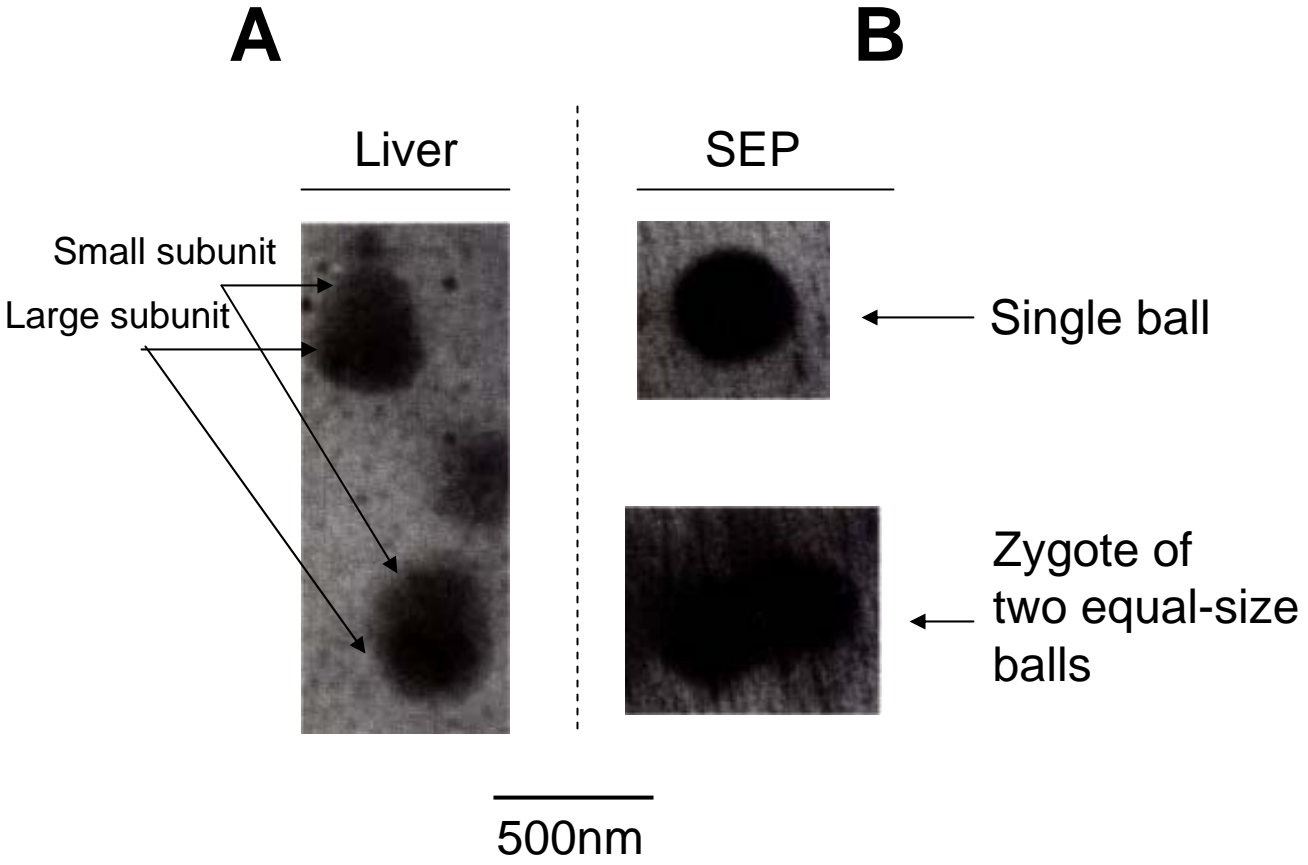 A
B
Liver
SEP
Small subunit
Large subunit
Single ball
Zygote of
two equal-size
balls
500nm